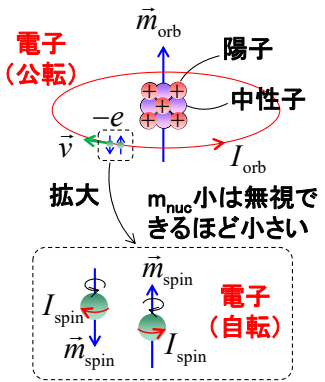 電子
（公転）
m⃗orb
陽子
中性子
−e
v⃗
Iorb
拡大
mnuc小は無視で
きるほど小さい
m⃗spin
Ispin
電子
（自転）
m⃗spin
Ispin